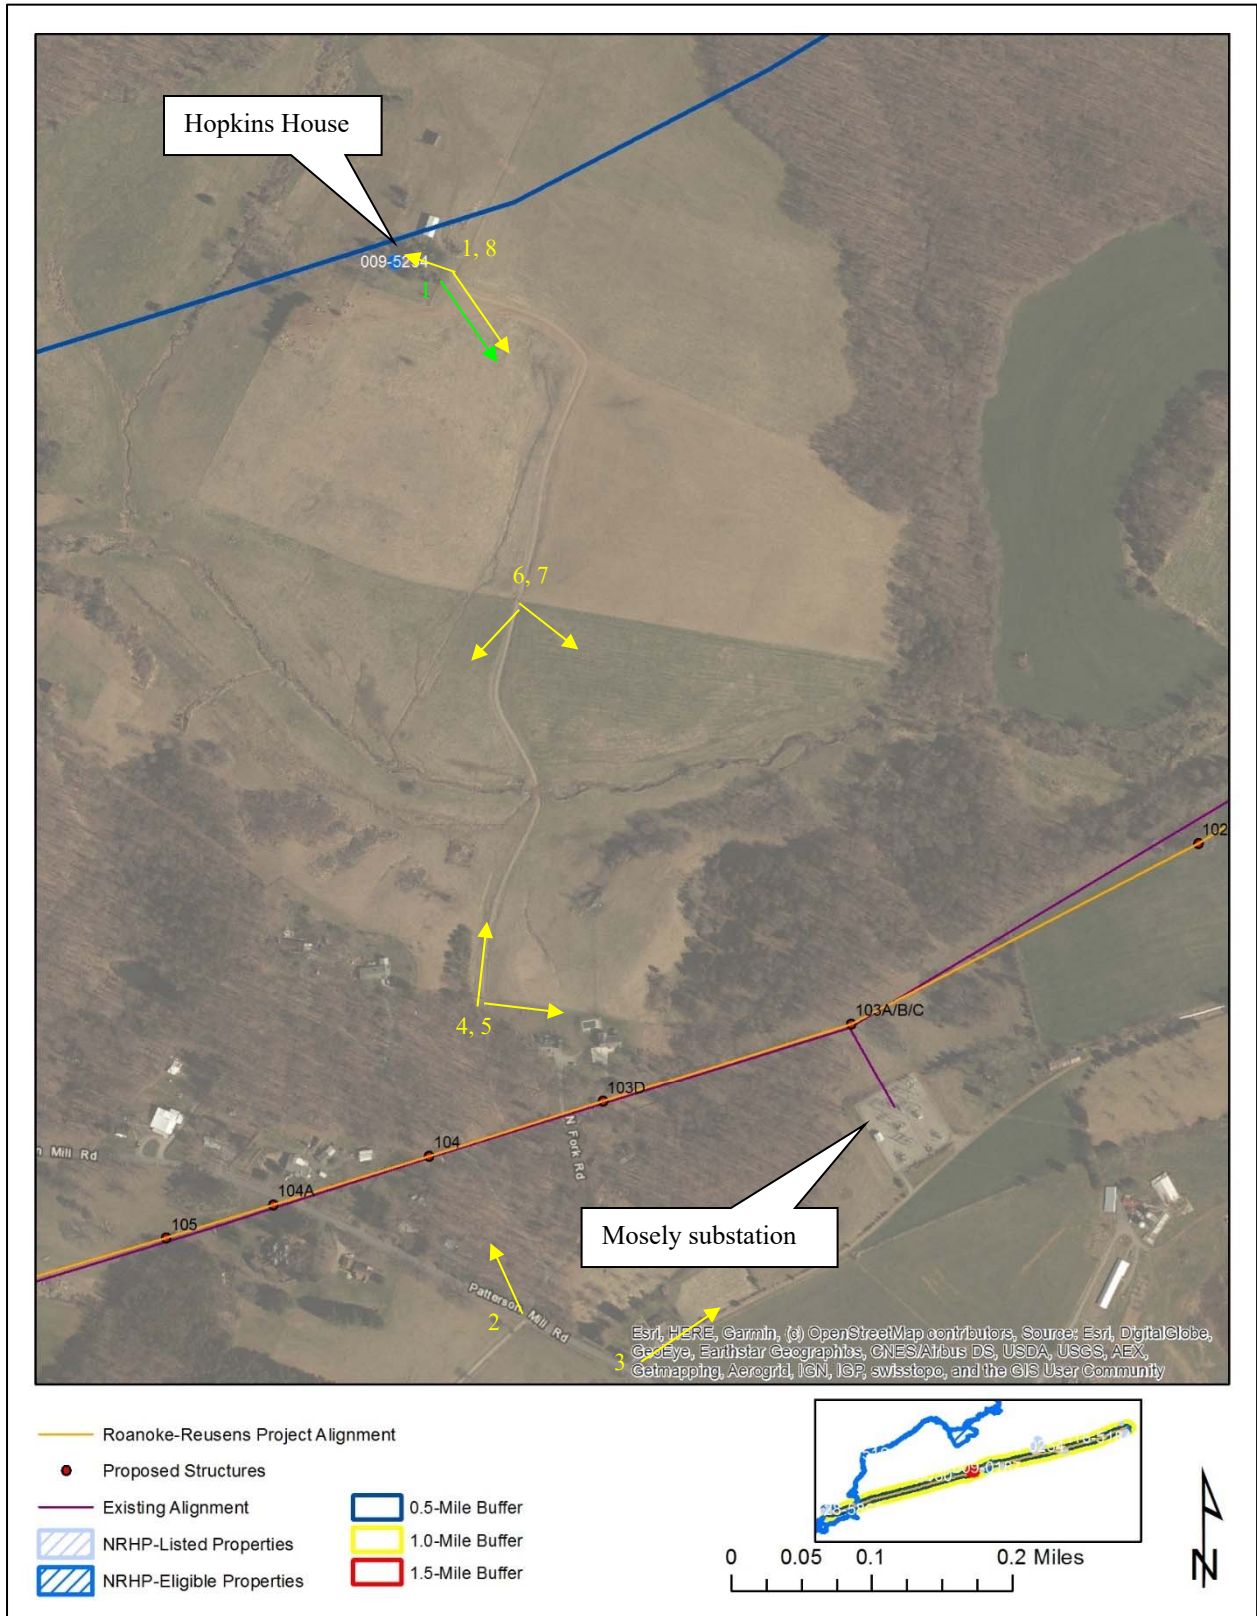 Hopkins House
1, 8
009-5254
1
6, 7
102
4, 5
103A/B/C
103D
N Fork Rd
104
n Mill Rd
104A
105
Mosely substation
Patterson Mill Rd
2
3
Esri, HERE, Garmin, (c) OpenStreetMap contributors, Source: Esri, DigitalGlobe,
GeoEye, Earthstar Geographics, CNES/Airbus DS, USDA, USGS, AEX,
Getmapping, Aerogrid, IGN, IGP, swisstopo, and the GIS User Community
Roanoke-Reusens Project Alignment
Proposed Structures
Existing Alignment
NRHP-Listed Properties
NRHP-Eligible Properties
0.5-Mile Buffer
1.0-Mile Buffer
1.5-Mile Buffer
0 0.05 0.1 0.2 Miles
N